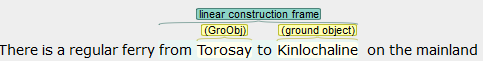 linear construction frame
(GroObj) (ground object)
There is a regular ferry from Torosay to Kinlochaline on the mainland